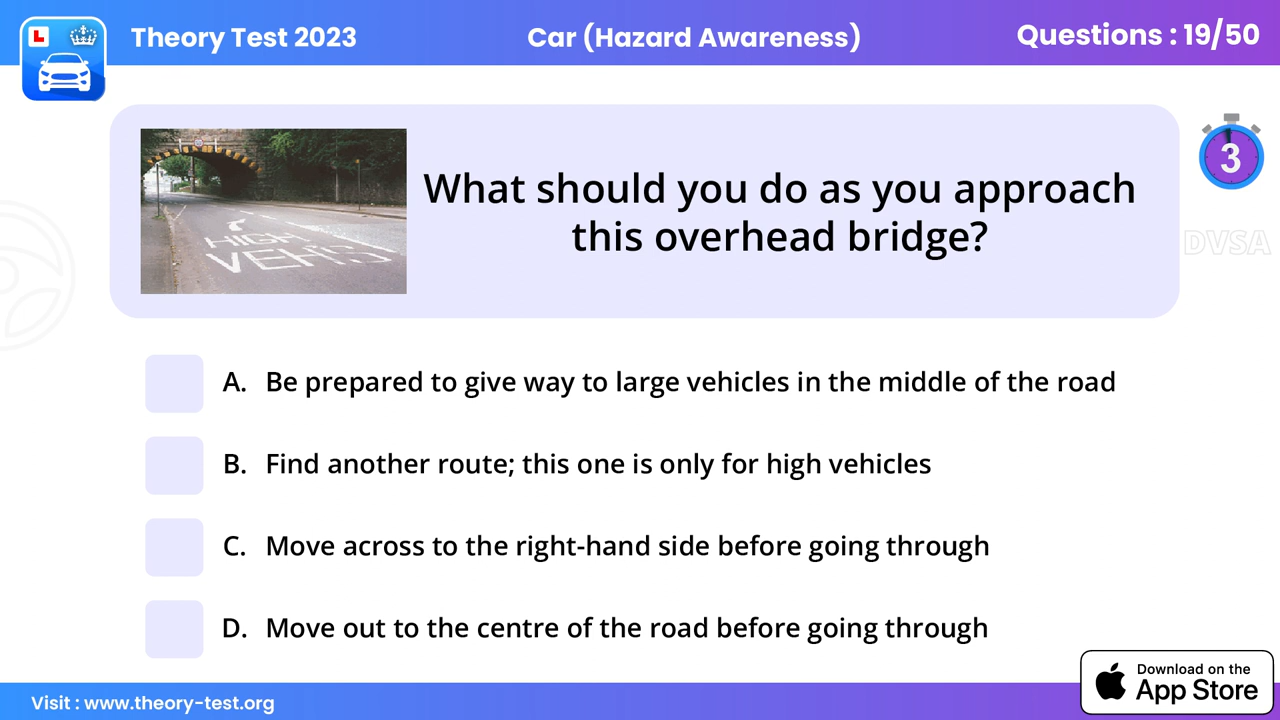 L
Theory Test 2023
Car (Hazard Awareness)
Questions : 19/50
HIGH
VEH'S
What should you do as you approach
this overhead bridge?
3
DVSA
A. Be prepared to give way to large vehicles in the middle of the road
B. Find another route; this one is only for high vehicles
C. Move across to the right-hand side before going through
D. Move out to the centre of the road before going through
Visit : www.theory-test.org
Download on the
App Store